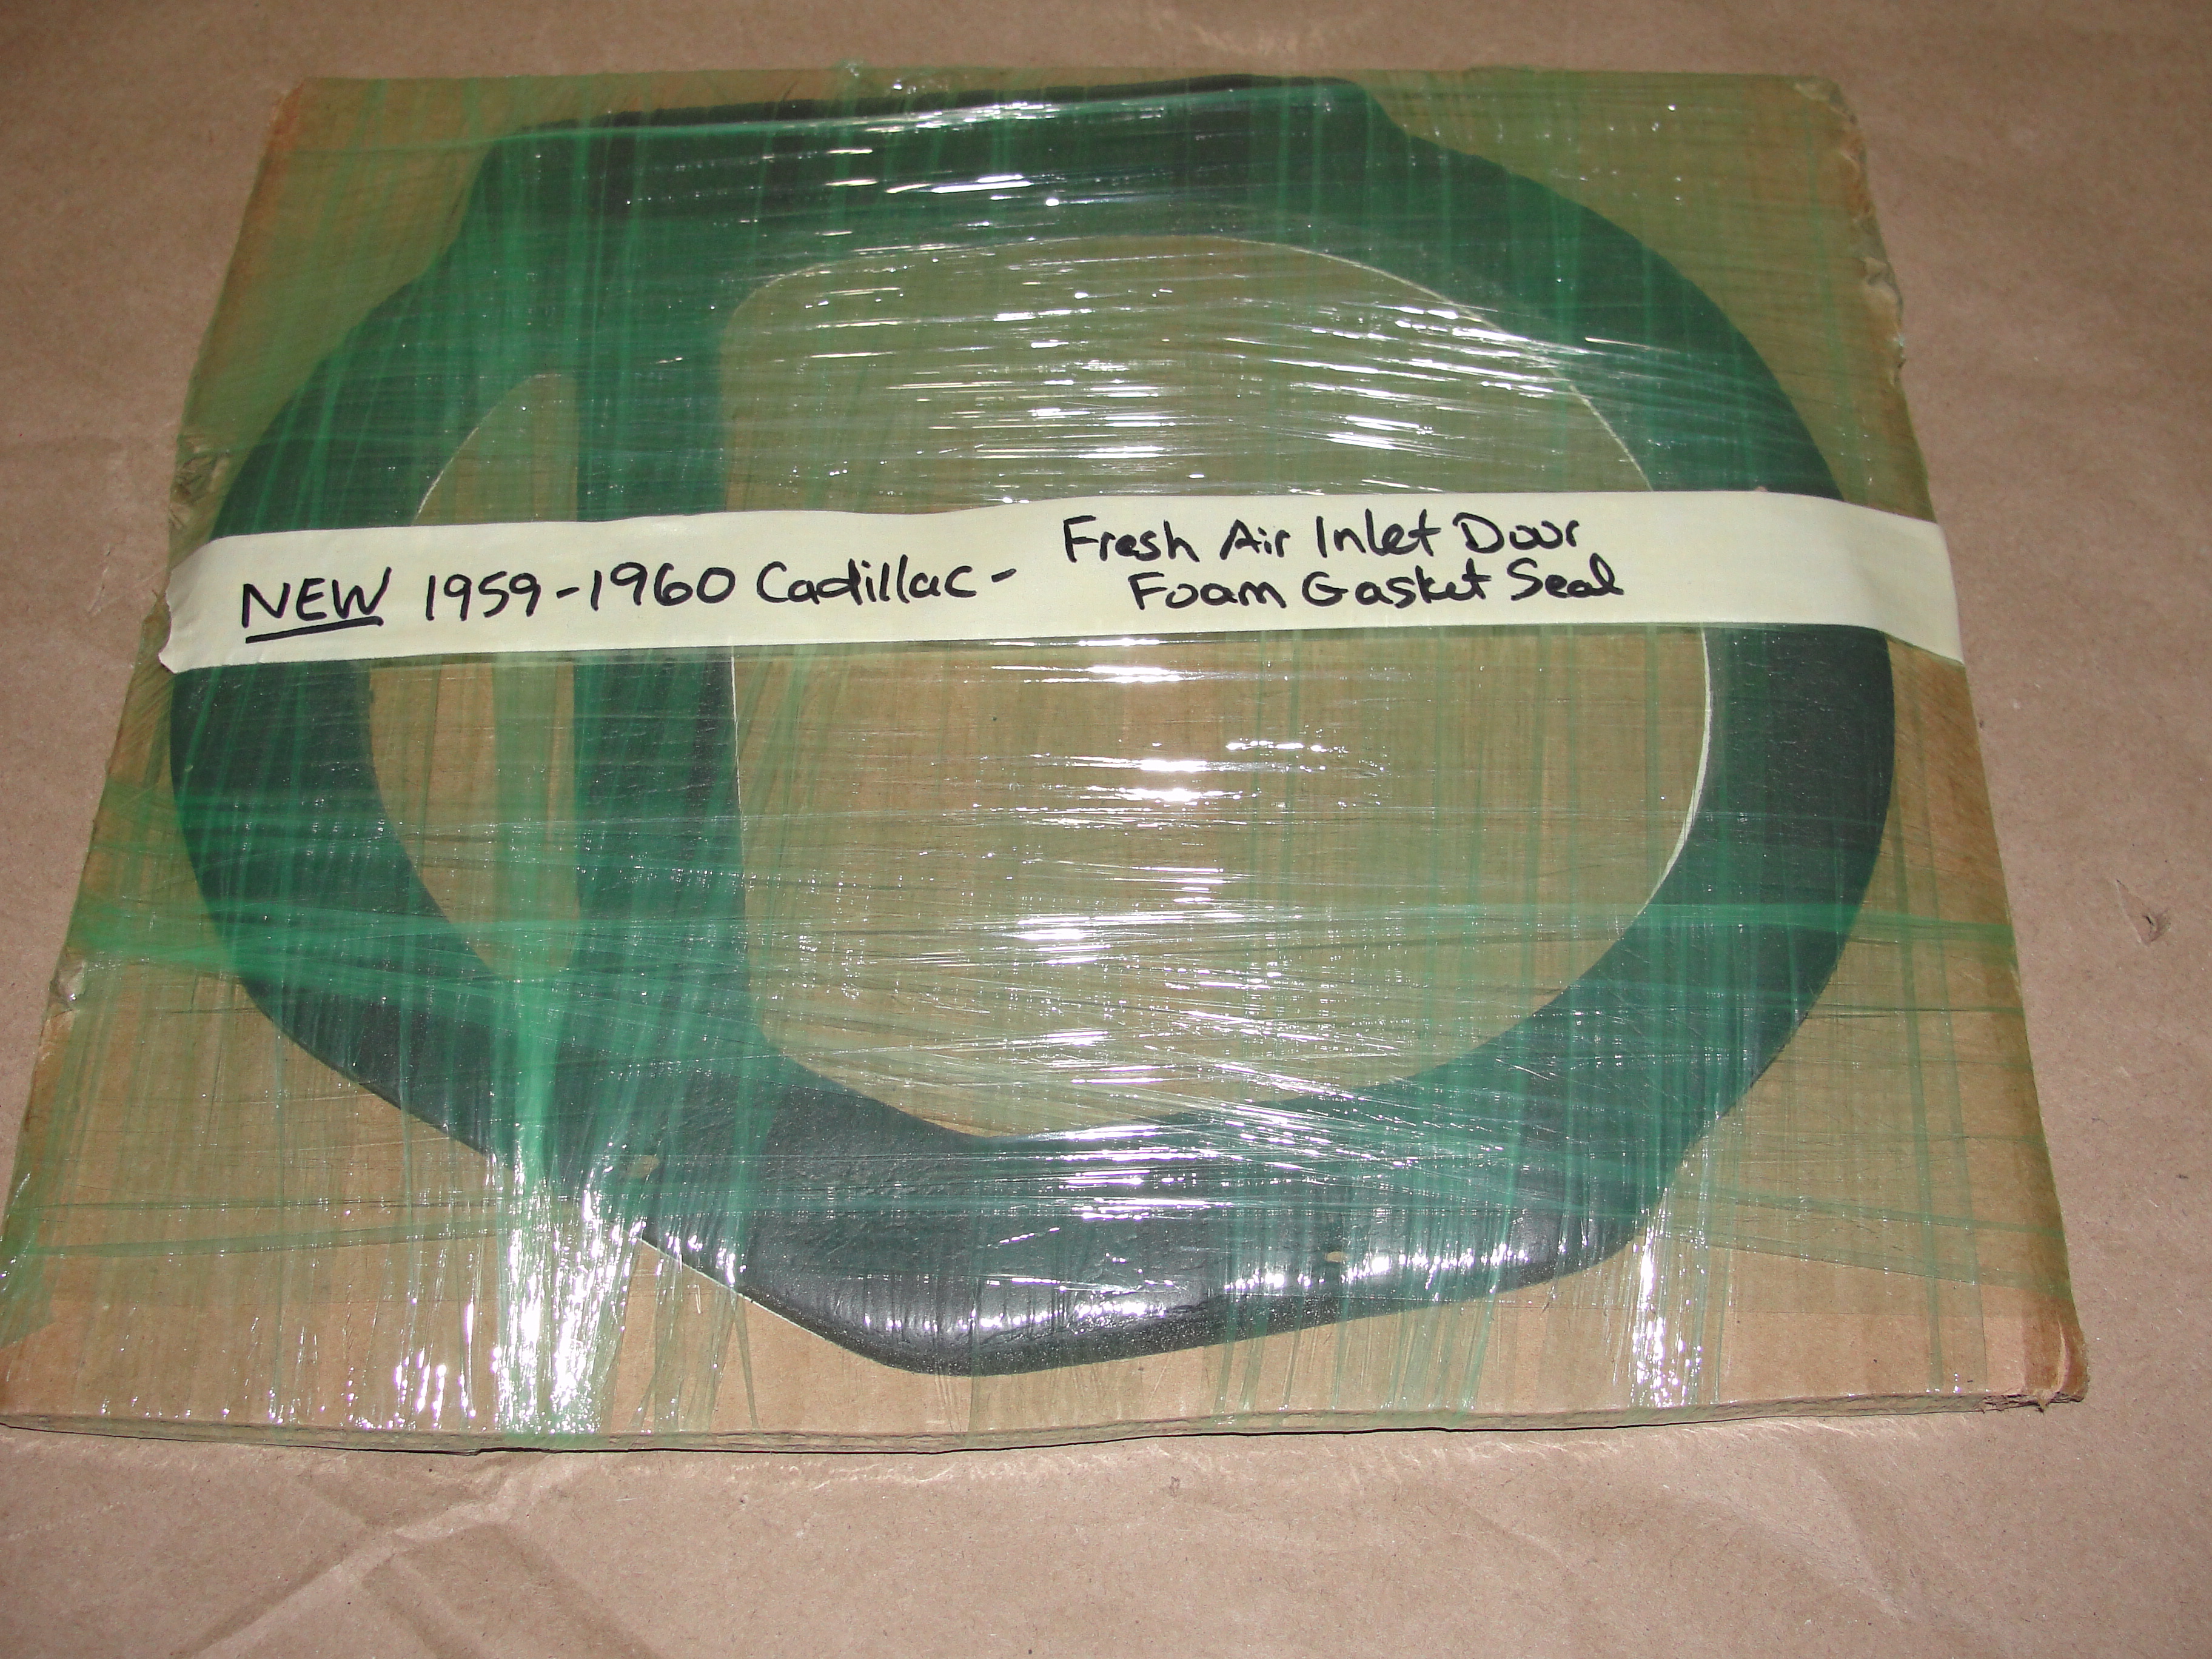 NEW 1959-1960 Cadillac - Fresh Air Inlet Door
Foam Gasket Seal